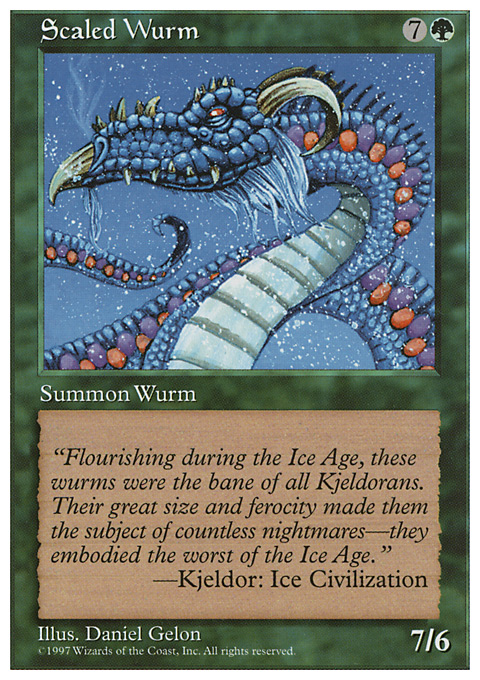 Scaled Wurm 7
Summon Wurm
“Flourishing during the Ice Age, these
wurms were the bane of all Kjeldorans.
Their great size and ferocity made them
the subject of countless nightmares—they
embodied the worst of the Ice Age.”
—Kjeldor: Ice Civilization
Illus. Daniel Gelon
7/6
©1997 Wizards of the Coast, Inc. All rights reserved.